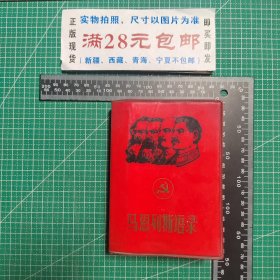 正版现货
实物拍照、尺寸以图片为准
满28元包邮
(新疆、西藏、青海、宁夏不包邮)
即买即发
马恩列斯语录